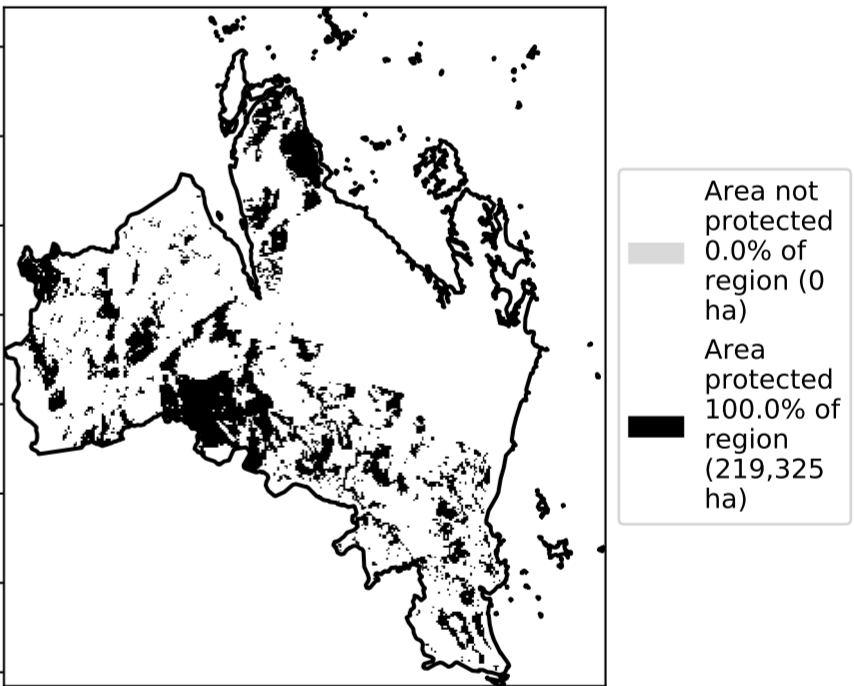 Area not
protected
0.0% of
region (0
ha)
Area
protected
100.0% of
region
(219,325
ha)